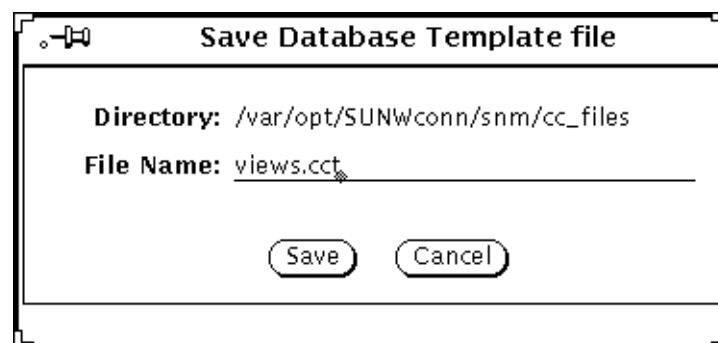 Save Database Template file
Directory: /var/opt/SUNWconn/snm/cc_files
File Name: views.cct
Save Cancel